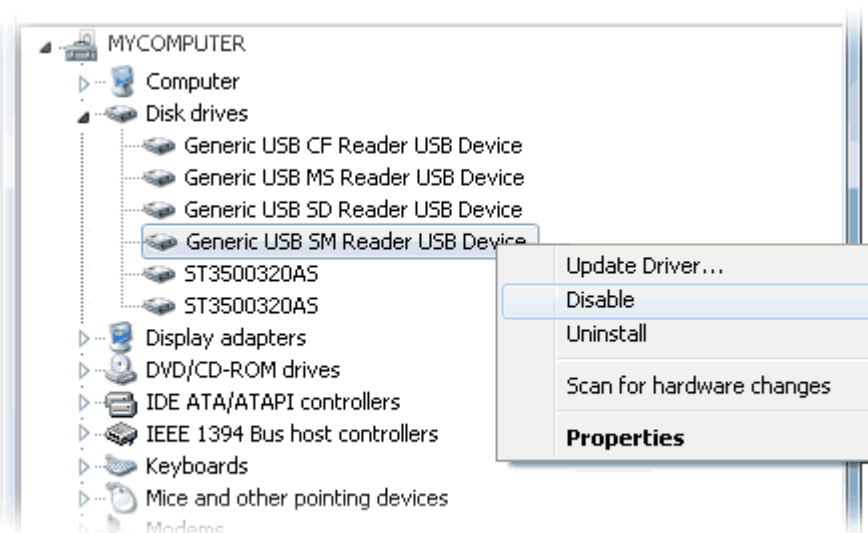 MYCOMPUTER
Computer
Disk drives
Generic USB CF Reader USB Device
Generic USB MS Reader USB Device
Generic USB SD Reader USB Device
Generic USB SM Reader USB Device
ST3500320AS
ST3500320AS
Display adapters
DVD/CD-ROM drives
IDE ATA/ATAPI controllers
IEEE 1394 Bus host controllers
Keyboards
Mice and other pointing devices
Modems
Update Driver...
Disable
Uninstall
Scan for hardware changes
Properties